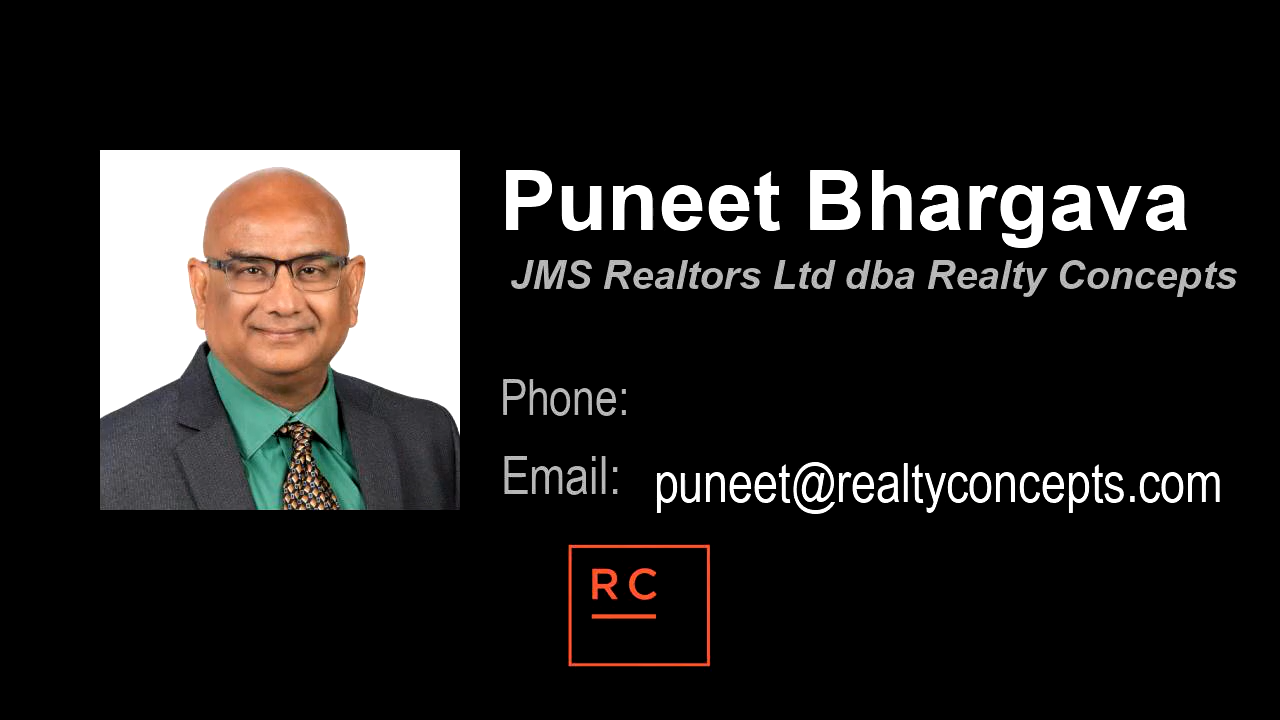 Puneet Bhargava
JMS Realtors Ltd dba Realty Concepts
Phone:
Email: puneet@realtyconcepts.com
RC